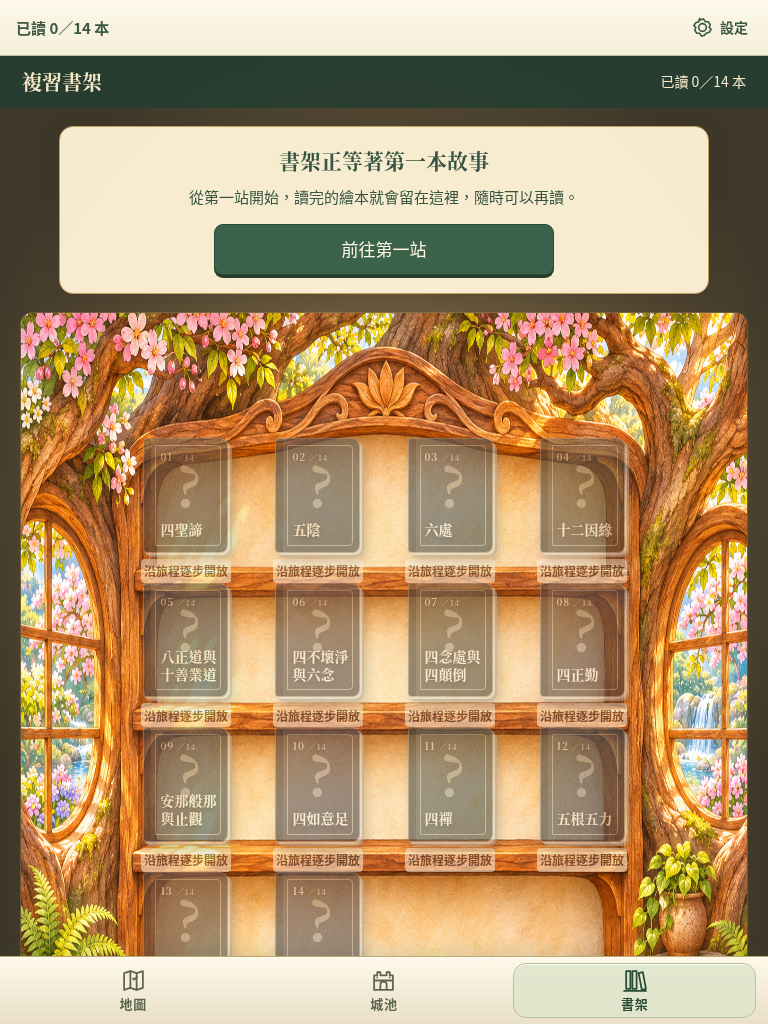 已讀 0／14 本
設定
複習書架
已讀 0／14 本
書架正等著第一本故事
從第一站開始，讀完的繪本就會留在這裡，隨時可以再讀。
前往第一站
01 ／14
?
四聖諦
沿旅程逐步開放
02 ／14
?
五陰
沿旅程逐步開放
03 ／14
?
六處
沿旅程逐步開放
04 ／14
?
十二因緣
沿旅程逐步開放
05 ／14
?
八正道與
十善業道
沿旅程逐步開放
06 ／14
?
四不壞淨
與六念
沿旅程逐步開放
07 ／14
?
四念處與
四顛倒
沿旅程逐步開放
08 ／14
?
四正勤
沿旅程逐步開放
09 ／14
?
安那般那
與止觀
沿旅程逐步開放
10 ／14
?
四如意足
沿旅程逐步開放
11 ／14
?
四禪
沿旅程逐步開放
12 ／14
?
五根五力
沿旅程逐步開放
13 ／14
?
14 ／14
?
地圖
城池
書架